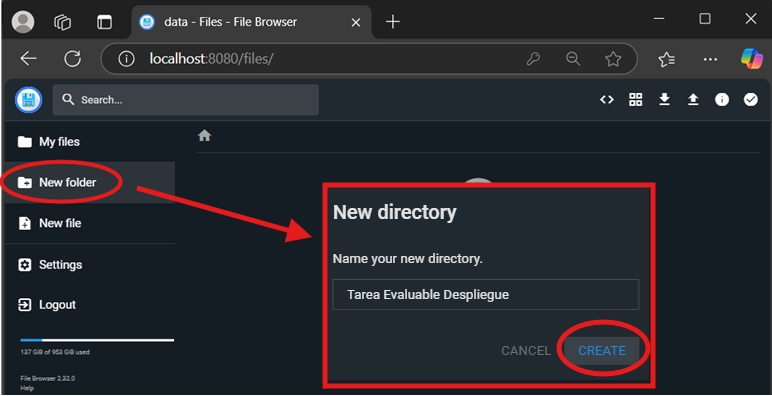 data - Files - File Browser
localhost:8080/files/
Search...
My files
New folder
New file
Settings
Logout
137 GiB of 953 GiB used
File Browser 2.32.0
Help
New directory
Name your new directory.
Tarea Evaluable Despliegue
CANCEL
CREATE